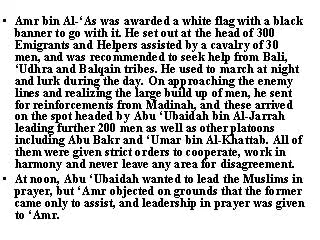 • Amr bin Al-‘As was awarded a white flag with a black
banner to go with it. He set out at the head of 300
Emigrants and Helpers assisted by a cavalry of 30
men, and was recommended to seek help from Bali,
‘Udhra and Balqain tribes. He used to march at night
and lurk during the day. On approaching the enemy
lines and realizing the large build up of men, he sent
for reinforcements from Madinah, and these arrived
on the spot headed by Abu ‘Ubaidah bin Al-Jarrah
leading further 200 men as well as other platoons
including Abu Bakr and ‘Umar bin Al-Khattab. All of
them were given strict orders to cooperate, work in
harmony and never leave any area for disagreement.
• At noon, Abu ‘Ubaidah wanted to lead the Muslims in
prayer, but ‘Amr objected on grounds that the former
came only to assist, and leadership in prayer was given
to ‘Amr.